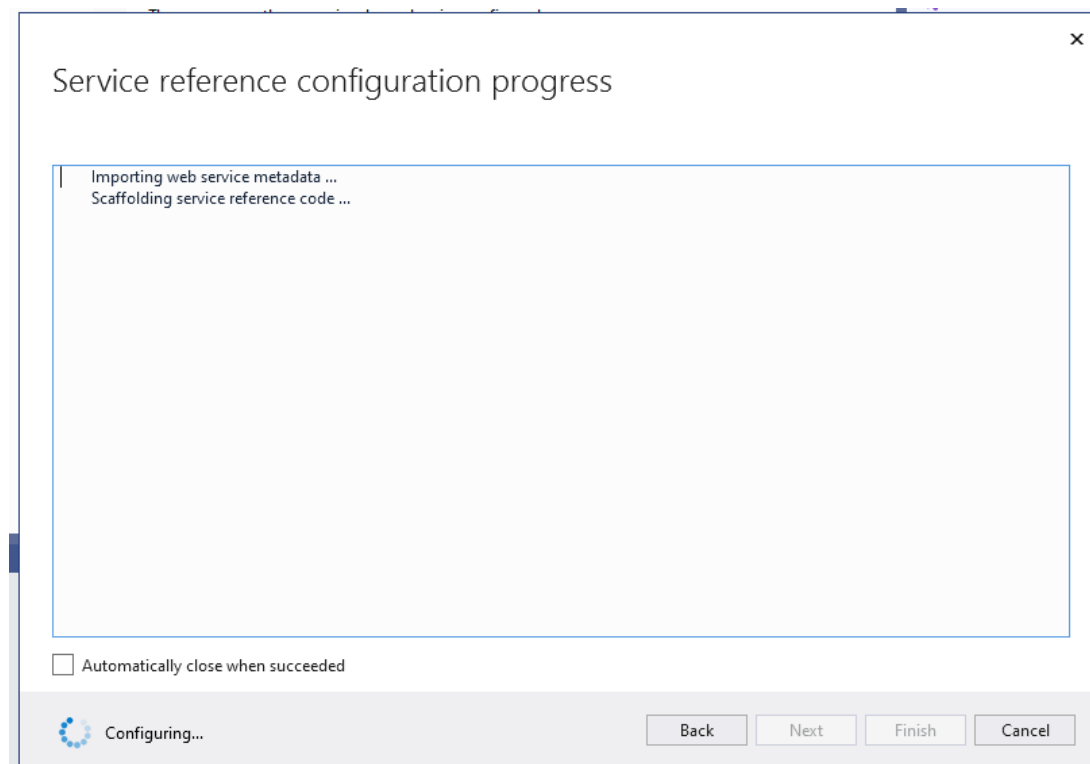 Service reference configuration progress
Importing web service metadata ...
Scaffolding service reference code ...
Automatically close when succeeded
Configuring...
Back
Next
Finish
Cancel